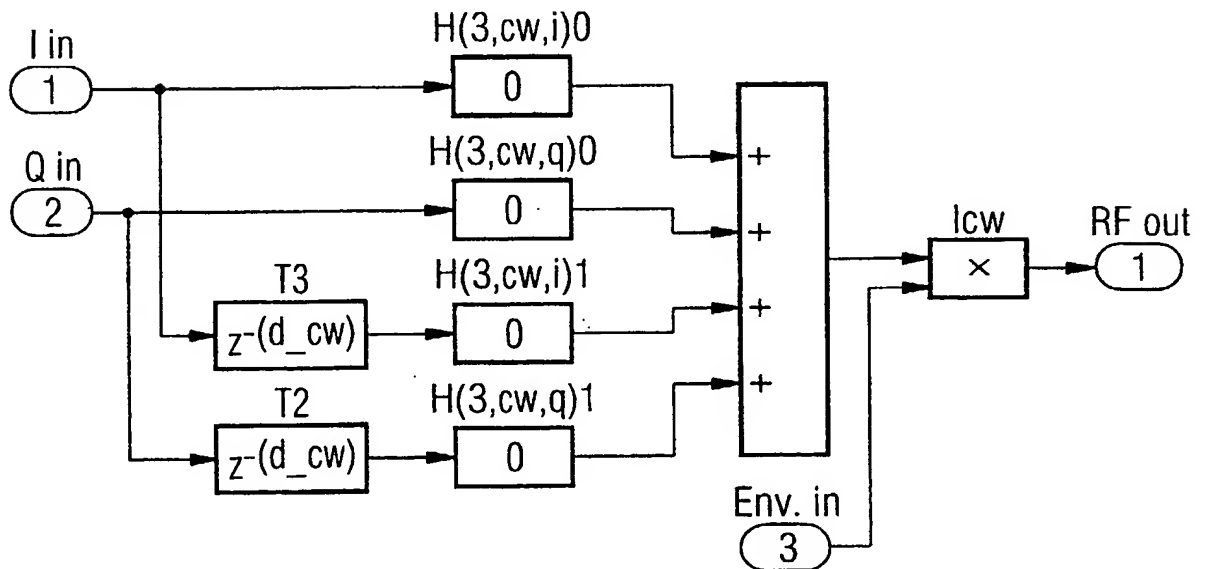 I in
1
H(3,cw,i)0
0
Q in
2
H(3,cw,q)0
0
T3
z-(d_cw)
H(3,cw,i)1
0
T2
z-(d_cw)
H(3,cw,q)1
0
+
+
+
+
Icw
×
RF out
1
Env. in
3